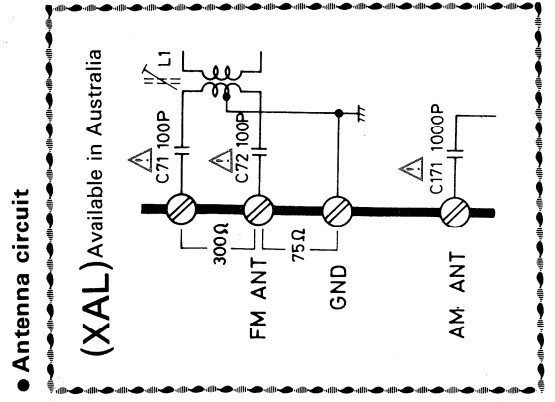 ● Antenna circuit
(XAL) Available in Australia
L1
C71 100P
C72 100P
C171 1000P
300Ω
75Ω
FM ANT
GND
AM ANT